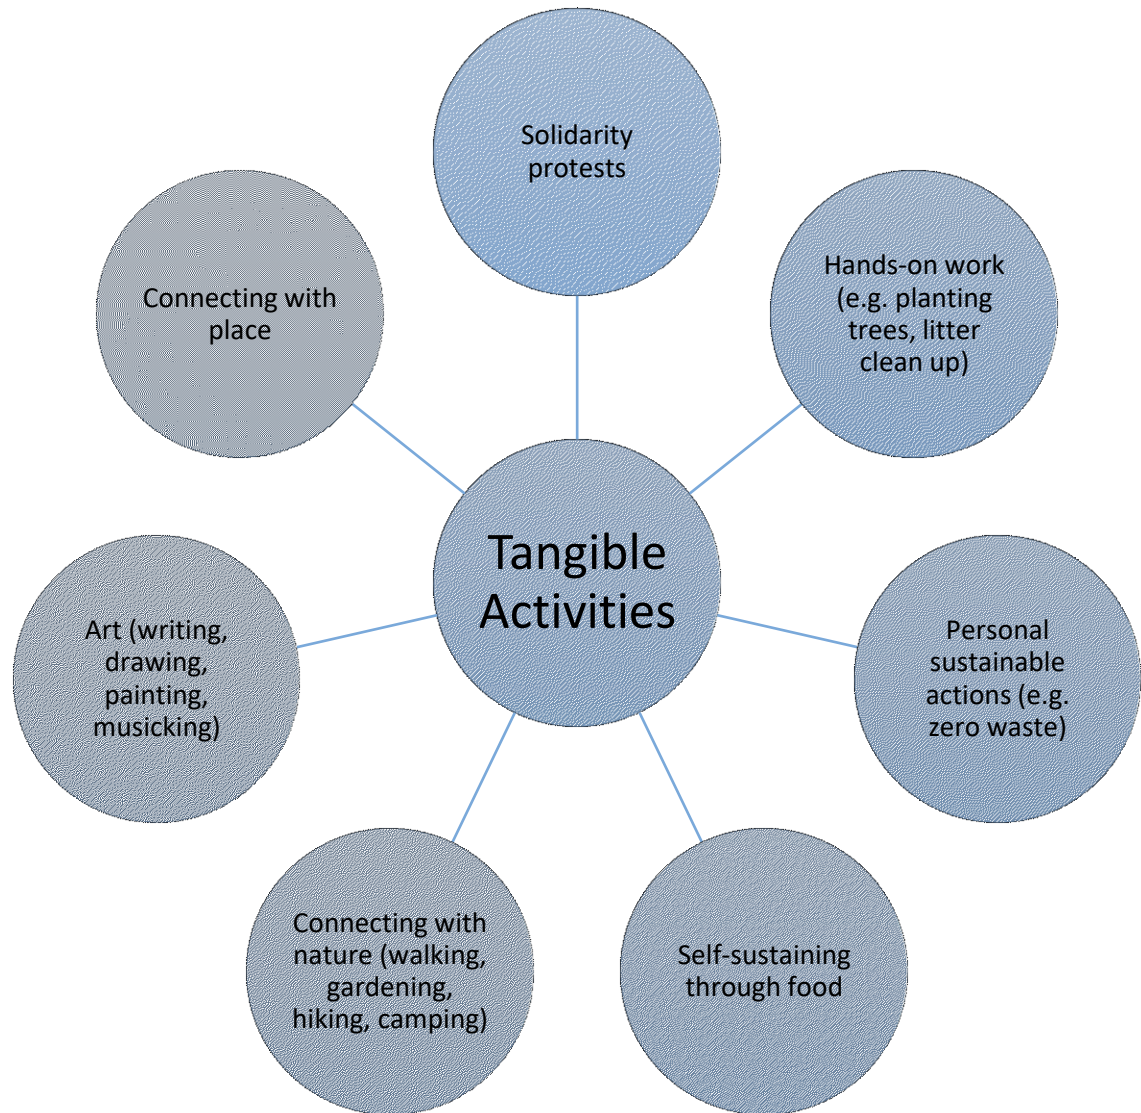 Solidarity
protests
Hands-on work
(e.g. planting
trees, litter
clean up)
Personal
sustainable
actions (e.g.
zero waste)
Self-sustaining
through food
Connecting with
nature (walking,
gardening,
hiking, camping)
Art (writing,
drawing,
painting,
musicking)
Connecting with
place
Tangible
Activities